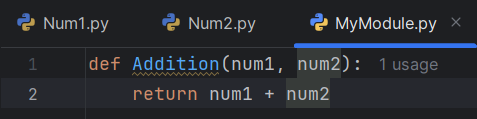 Num1.py Num2.py MyModule.py ×
1 def Addition(num1, num2): 1 usage
2 return num1 + num2